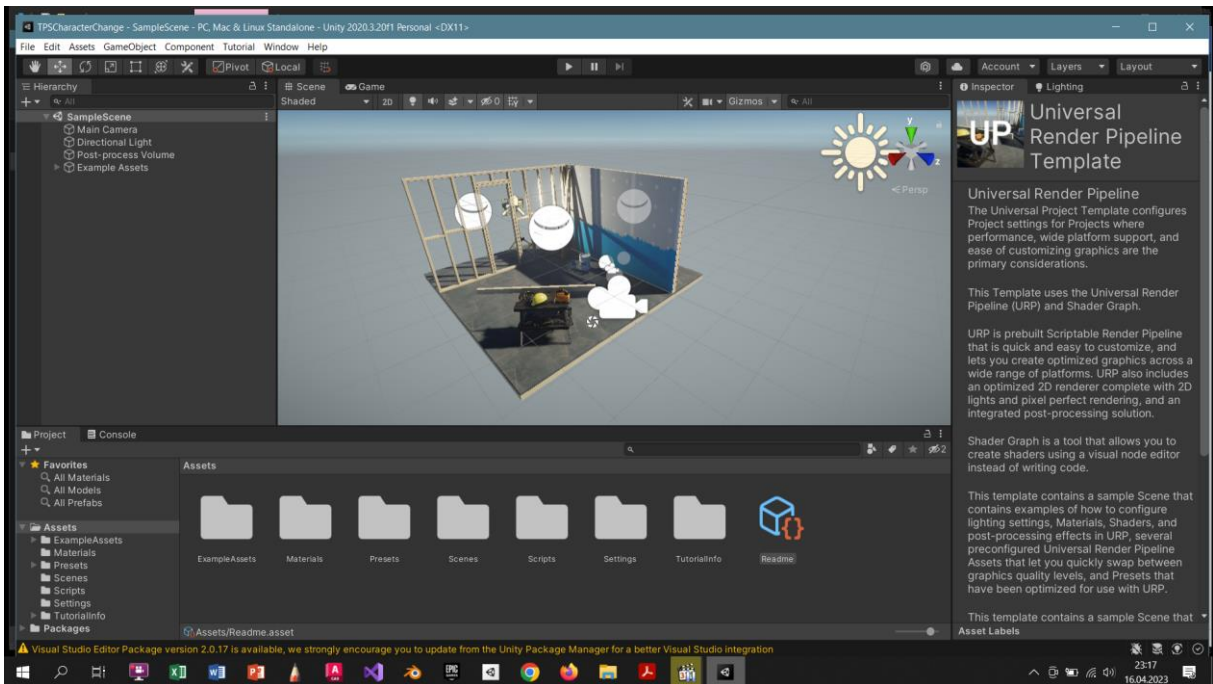 TPSCharacterChange - SampleScene - PC, Mac & Linux Standalone - Unity 2020.3.20f1 Personal <DX11>
File Edit Assets GameObject Component Tutorial Window Help
Pivot Local
Account Layers Layout
Hierarchy
All
SampleScene
Main Camera
Directional Light
Post-process Volume
Example Assets
Scene Game
Shaded 2D 0 Gizmos All
y
z
Persp
Inspector Lighting
UP
Universal
Render Pipeline
Template
Universal Render Pipeline
The Universal Project Template configures
Project settings for Projects where
performance, wide platform support, and
ease of customizing graphics are the
primary considerations.
This Template uses the Universal Render
Pipeline (URP) and Shader Graph.
URP is prebuilt Scriptable Render Pipeline
that is quick and easy to customize, and
lets you create optimized graphics across a
wide range of platforms. URP also includes
an optimized 2D renderer complete with 2D
lights and pixel perfect rendering, and an
integrated post-processing solution.
Shader Graph is a tool that allows you to
create shaders using a visual node editor
instead of writing code.
This template contains a sample Scene that
contains examples of how to configure
lighting settings, Materials, Shaders, and
post-processing effects in URP, several
preconfigured Universal Render Pipeline
Assets that let you quickly swap between
graphics quality levels, and Presets that
have been optimized for use with URP.
This template contains a sample Scene that
Asset Labels
Project Console
2
Favorites
All Materials
All Models
All Prefabs
Assets
ExampleAssets
Materials
Presets
Scenes
Scripts
Settings
TutorialInfo
Packages
Assets
ExampleAssets Materials Presets Scenes Scripts Settings TutorialInfo Readme
Assets/Readme.asset
Visual Studio Editor Package version 2.0.17 is available, we strongly encourage you to update from the Unity Package Manager for a better Visual Studio integration
EPIC
23:17
16.04.2023